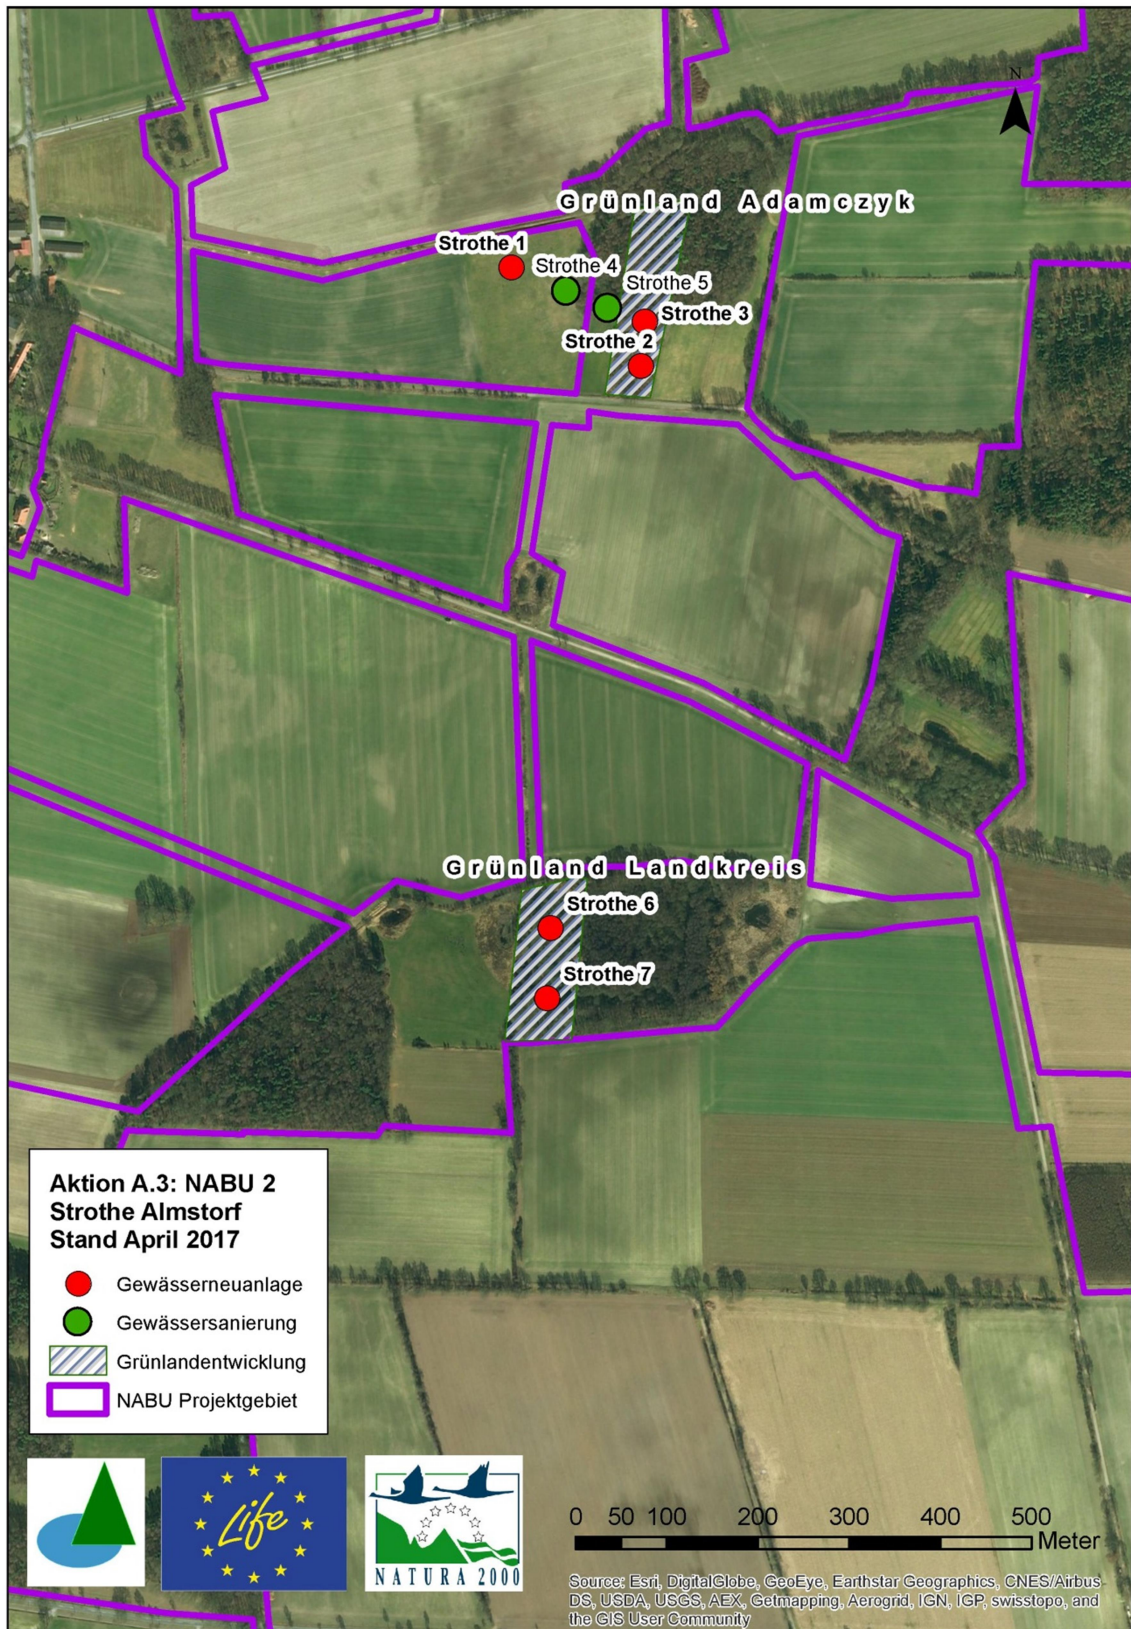 N
Grünland Adamczyk
Strothe 1
Strothe 4
Strothe 5
Strothe 3
Strothe 2
Grünland Landkreis
Strothe 6
Strothe 7
Aktion A.3: NABU 2
Strothe Almstorf
Stand April 2017
Gewässerneuanlage
Gewässersanierung
Grünlandentwicklung
NABU Projektgebiet
Life
NATURA 2000
0 50 100 200 300 400 500
Meter
Source: Esri, DigitalGlobe, GeoEye, Earthstar Geographics, CNES/Airbus
DS, USDA, USGS, AEX, Getmapping, Aerogrid, IGN, IGP, swisstopo, and
the GIS User Community